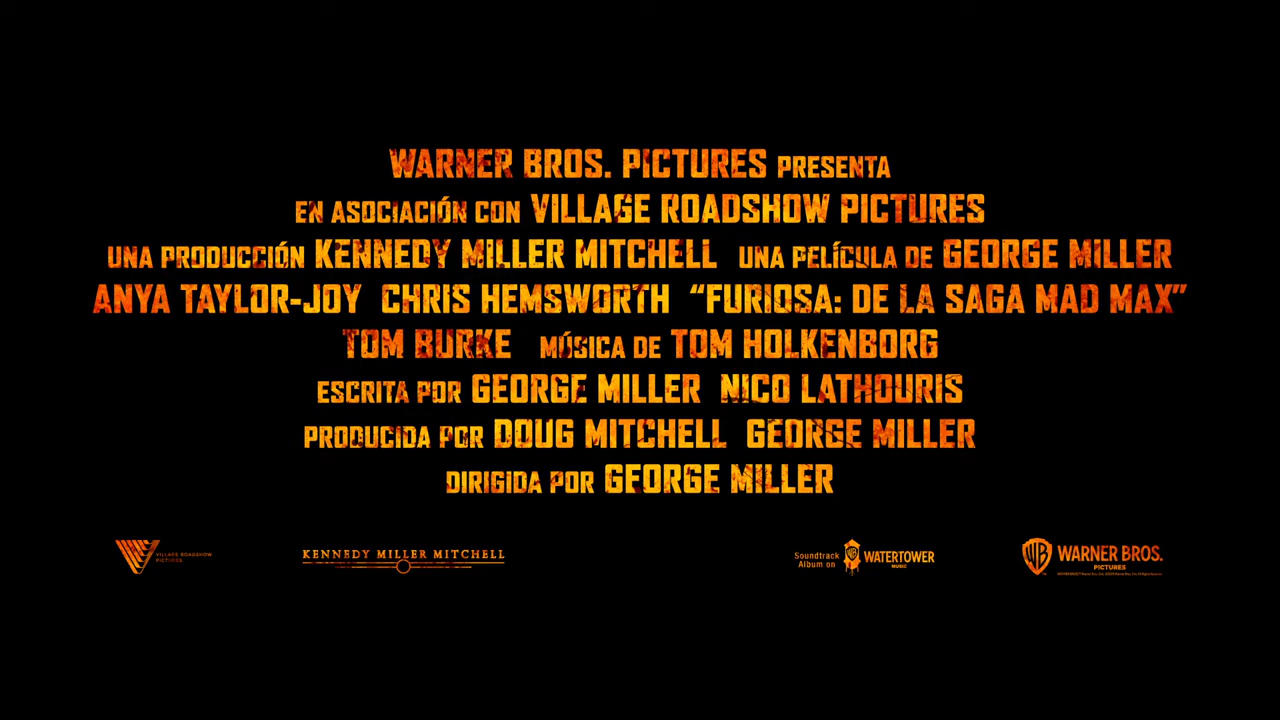 WARNER BROS. PICTURES PRESENTA
EN ASOCIACIÓN CON VILLAGE ROADSHOW PICTURES
UNA PRODUCCIÓN KENNEDY MILLER MITCHELL UNA PELÍCULA DE GEORGE MILLER
ANYA TAYLOR-JOY CHRIS HEMSWORTH “FURIOSA: DE LA SAGA MAD MAX”
TOM BURKE MÚSICA DE TOM HOLKENBORG
ESCRITA POR GEORGE MILLER NICO LATHOURIS
PRODUCIDA POR DOUG MITCHELL GEORGE MILLER
DIRIGIDA POR GEORGE MILLER
VILLAGE ROADSHOW
PICTURES
KENNEDY MILLER MITCHELL
Soundtrack
Album on
WB
WATERTOWER
MUSIC
WB
WARNER BROS.
PICTURES